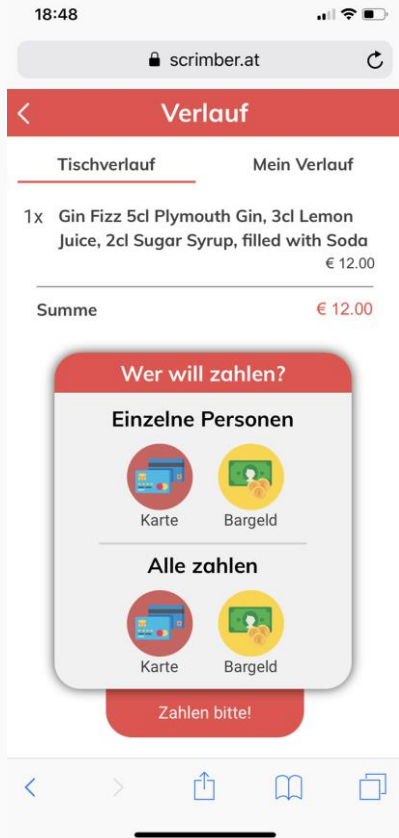 18:48
scrimber.at
Verlauf
Tischverlauf Mein Verlauf
1x Gin Fizz 5cl Plymouth Gin, 3cl Lemon
Juice, 2cl Sugar Syrup, filled with Soda
€ 12.00
Summe € 12.00
Wer will zahlen?
Einzelne Personen
Karte Bargeld
Alle zahlen
Karte Bargeld
Zahlen bitte!